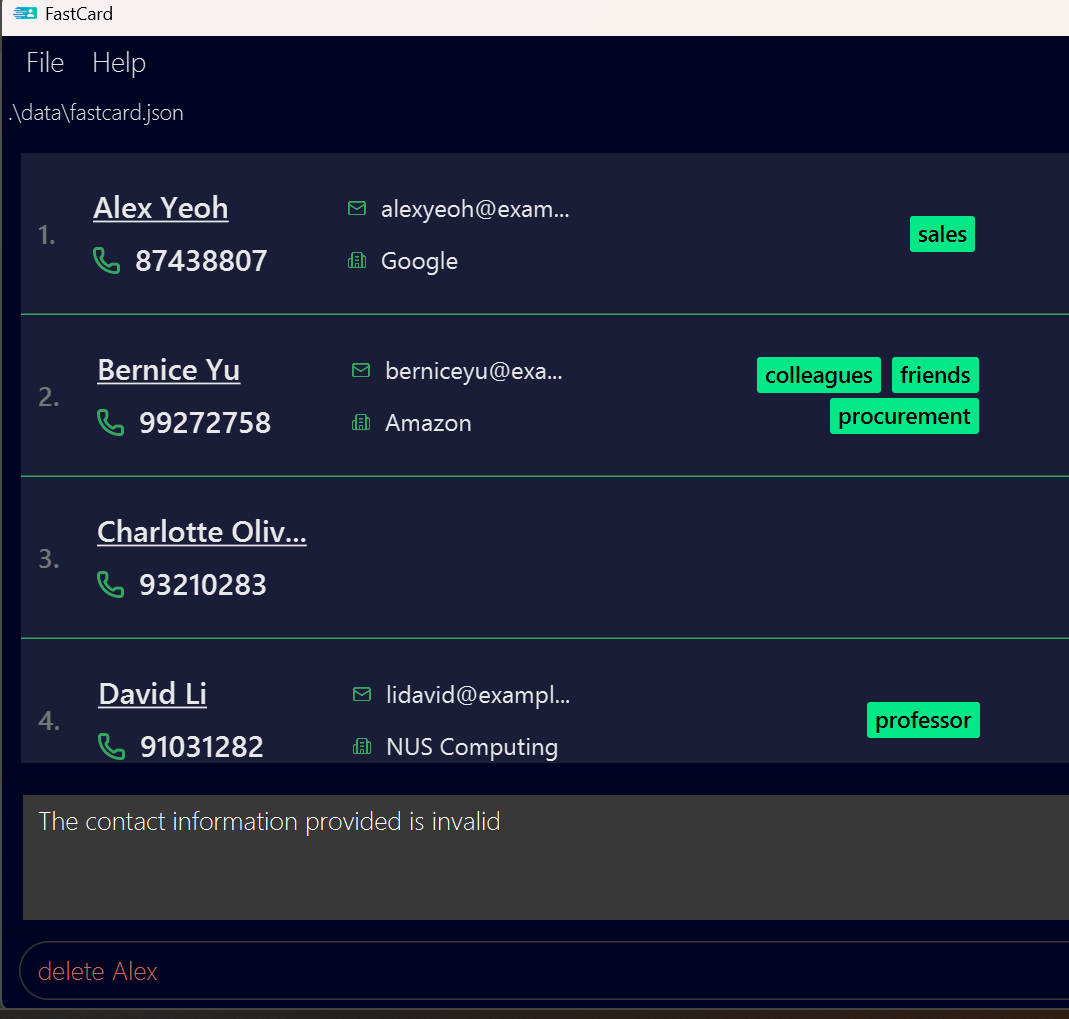 FastCard
File Help
.\data\fastcard.json
1.
Alex Yeoh
87438807
alexyeoh@exam...
Google
sales
2.
Bernice Yu
99272758
berniceyu@exa...
Amazon
colleagues friends
procurement
3.
Charlotte Oliv...
93210283
4.
David Li
91031282
lidavid@exampl...
NUS Computing
professor
The contact information provided is invalid
delete Alex